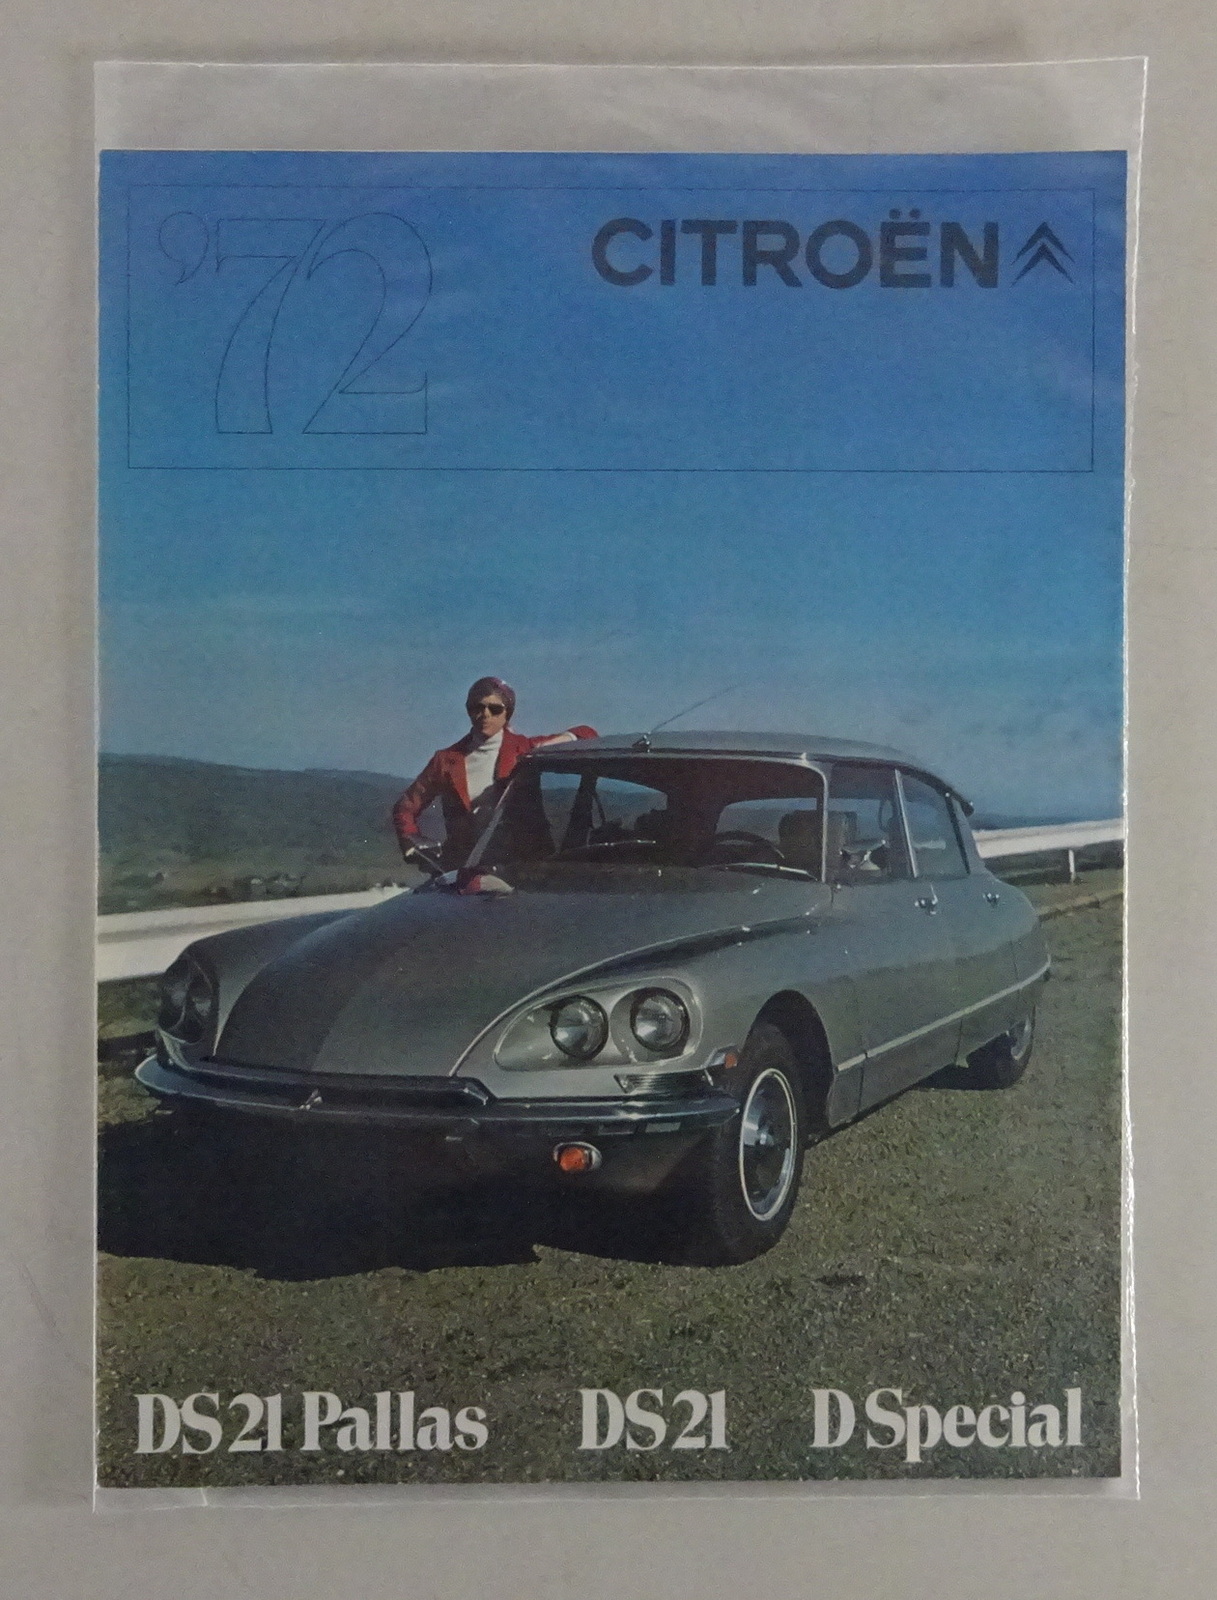 '72
CITROËN
DS 21 Pallas DS 21 D Special